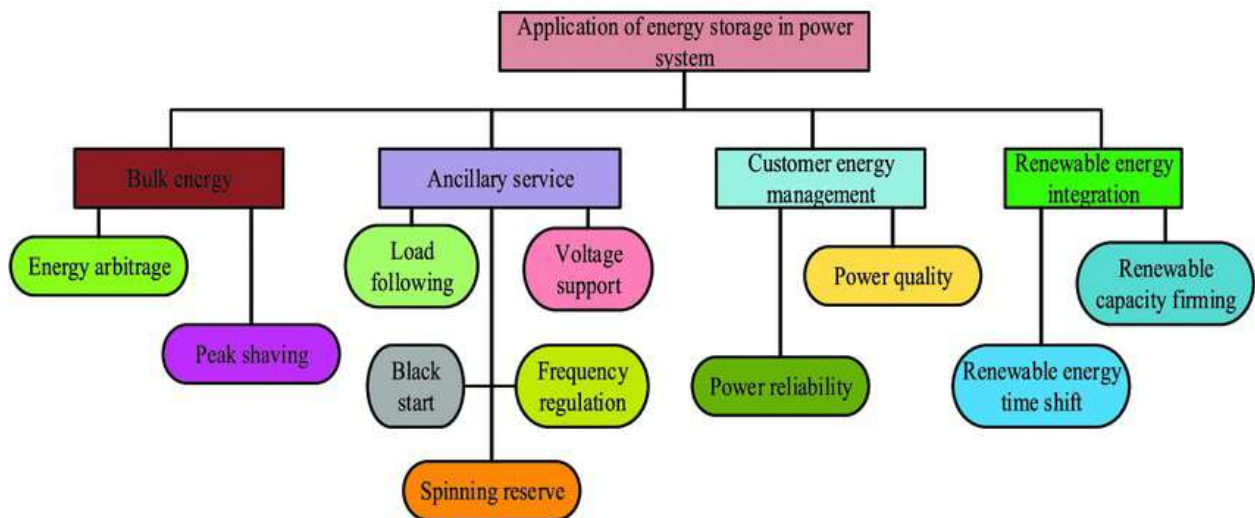 Application of energy storage in power
system
Bulk energy
Ancillary service
Customer energy
management
Renewable energy
integration
Energy arbitrage
Peak shaving
Load
following
Voltage
support
Black
start
Frequency
regulation
Spinning reserve
Power quality
Power reliability
Renewable
capacity firming
Renewable energy
time shift